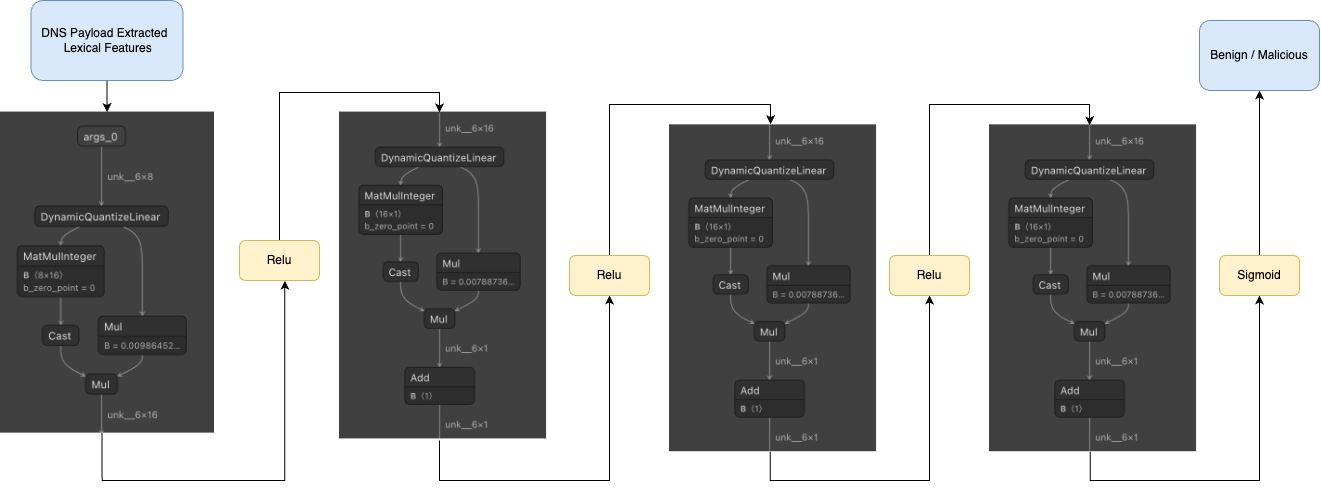 DNS Payload Extracted
Lexical Features
args_0
unk__6×8
DynamicQuantizeLinear
MatMulInteger
B ⟨8×16⟩
b_zero_point = 0
Cast
Mul
B = 0.00986452...
Mul
unk__6×16
Relu
unk__6×16
DynamicQuantizeLinear
MatMulInteger
B ⟨16×1⟩
b_zero_point = 0
Cast
Mul
B = 0.00788736...
Mul
unk__6×1
Add
B ⟨1⟩
unk__6×1
Relu
unk__6×16
DynamicQuantizeLinear
MatMulInteger
B ⟨16×1⟩
b_zero_point = 0
Cast
Mul
B = 0.00788736...
Mul
unk__6×1
Add
B ⟨1⟩
unk__6×1
Relu
unk__6×16
DynamicQuantizeLinear
MatMulInteger
B ⟨16×1⟩
b_zero_point = 0
Cast
Mul
B = 0.00788736...
Mul
unk__6×1
Add
B ⟨1⟩
unk__6×1
Sigmoid
Benign / Malicious